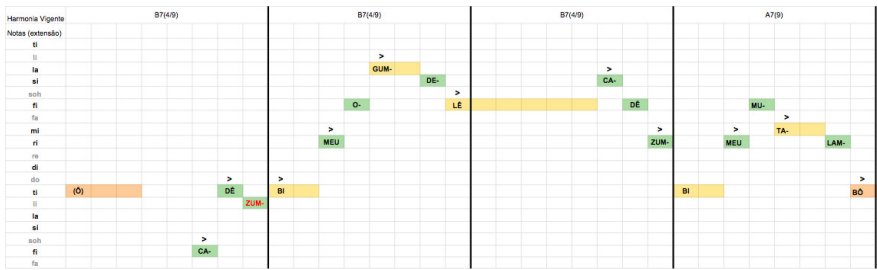 Harmonia Vigente B7(4/9) B7(4/9) B7(4/9) A7(9)
Notas (extensão)
ti
li >
la GUM- >
si DE- CA-
soh >
fi O- LÊ DÊ MU-
fa >
mi > > > TA-
ri MEU ZUM- MEU LAM-
re
di
do > > >
ti (Ô) DÊ BI BI BÔ
li ZUM-
la
si
soh >
fi CA-
fa